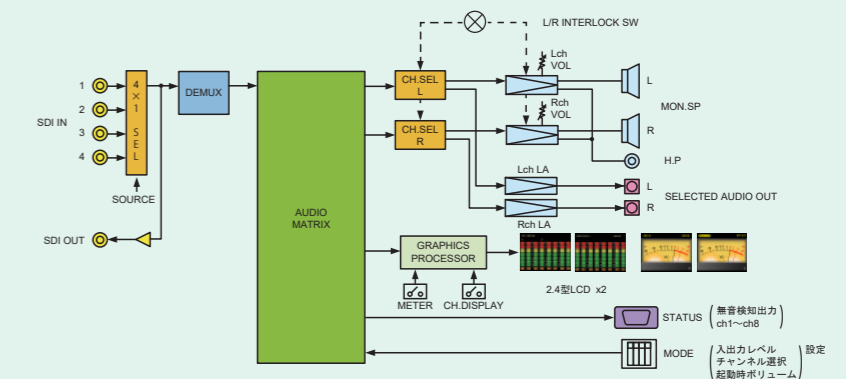 L/R INTERLOCK SW
Lch
VOL
1
2
3
4
SDI IN
4
×
1
S
E
L
SOURCE
DEMUX
SDI OUT
AUDIO
MATRIX
CH.SEL
L
CH.SEL
R
Rch
VOL
L
MON.SP
R
H.P
Lch LA
L
SELECTED AUDIO OUT
R
Rch LA
GRAPHICS
PROCESSOR
METER
CH.DISPLAY
2.4型LCD x2
STATUS
(無音検知出力
ch1～ch8)
MODE
(入出力レベル
チャンネル選択
起動時ボリューム)設定